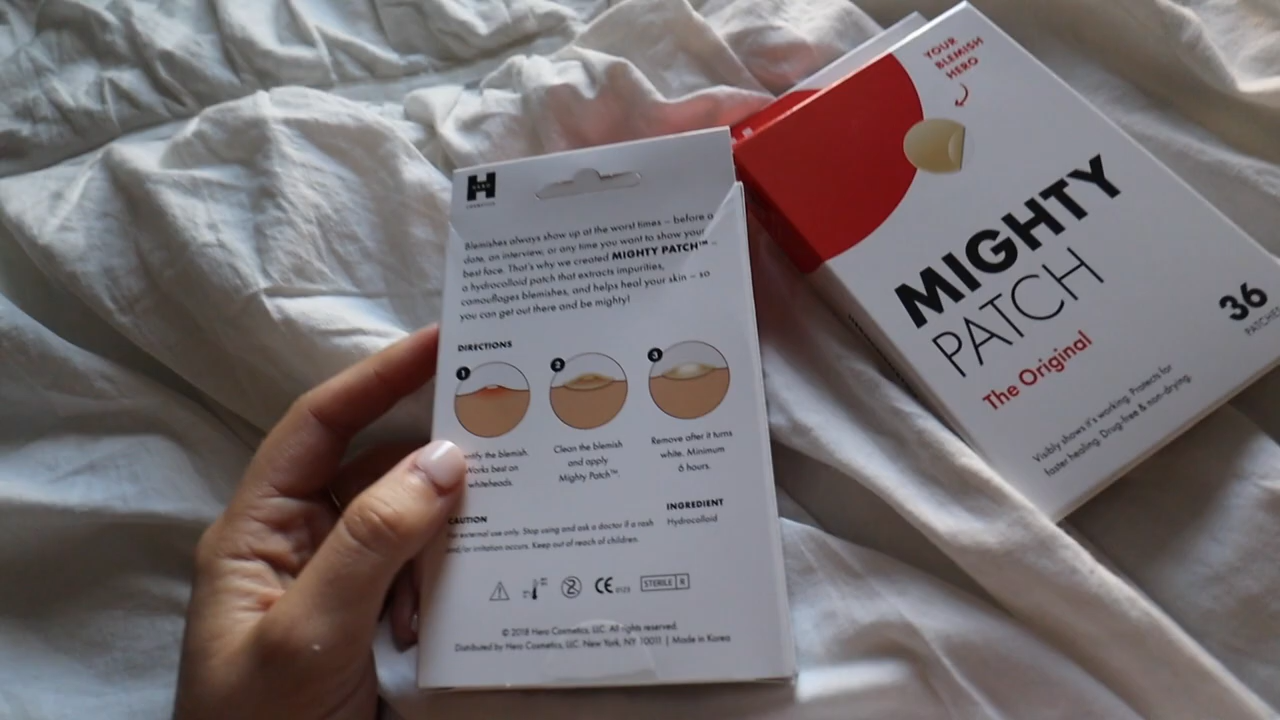 H
Blemishes always show up at the worst times – before a
date, an interview, or any time you want to show your
best face. That's why we created MIGHTY PATCH™ –
a hydrocolloid patch that extracts impurities,
camouflages blemishes, and helps heal your skin – so
you can get out there and be mighty!
DIRECTIONS
1
the blemish.
Works best on
whiteheads.
2
Clean the blemish
and apply
Mighty Patch™.
3
Remove after it turns
white. Minimum
6 hours.
CAUTION
For external use only. Stop using and ask a doctor if a rash
and/or irritation occurs. Keep out of reach of children.
INGREDIENT
Hydrocolloid
2
CE 0123
STERILE R
© 2018 Hero Cosmetics, LLC. All rights reserved.
Distributed by Hero Cosmetics, LLC. New York, NY 10011 | Made in Korea
YOUR
BLEMISH
HERO
MIGHTY
PATCH
The Original
36
PATCHES
Visibly shows it's working. Protects for
faster healing. Drug-free & non-drying.